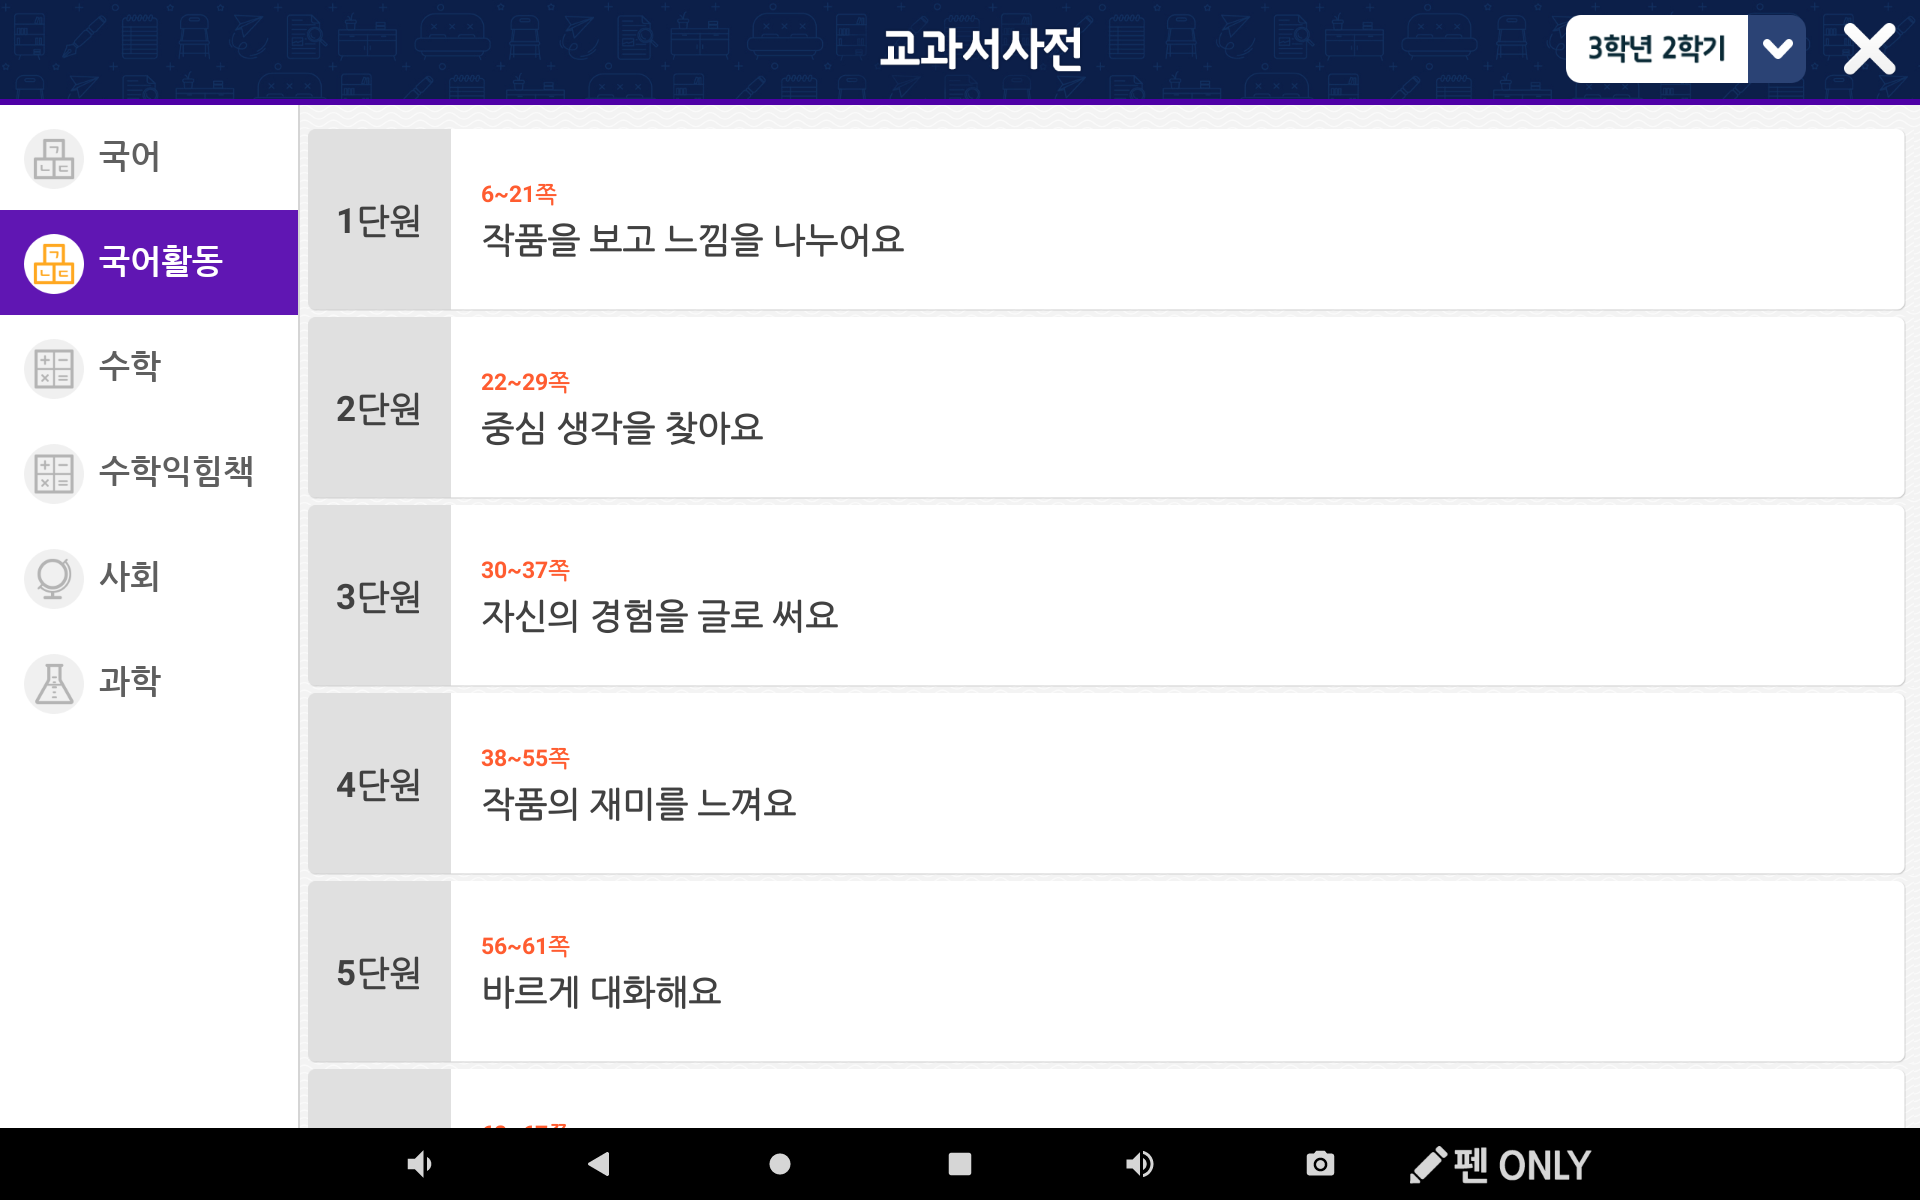 교과서사전
3학년 2학기
국어
국어활동
수학
수학익힘책
사회
과학
1단원
6~21쪽
작품을 보고 느낌을 나누어요
2단원
22~29쪽
중심 생각을 찾아요
3단원
30~37쪽
자신의 경험을 글로 써요
4단원
38~55쪽
작품의 재미를 느껴요
5단원
56~61쪽
바르게 대화해요
펜 ONLY